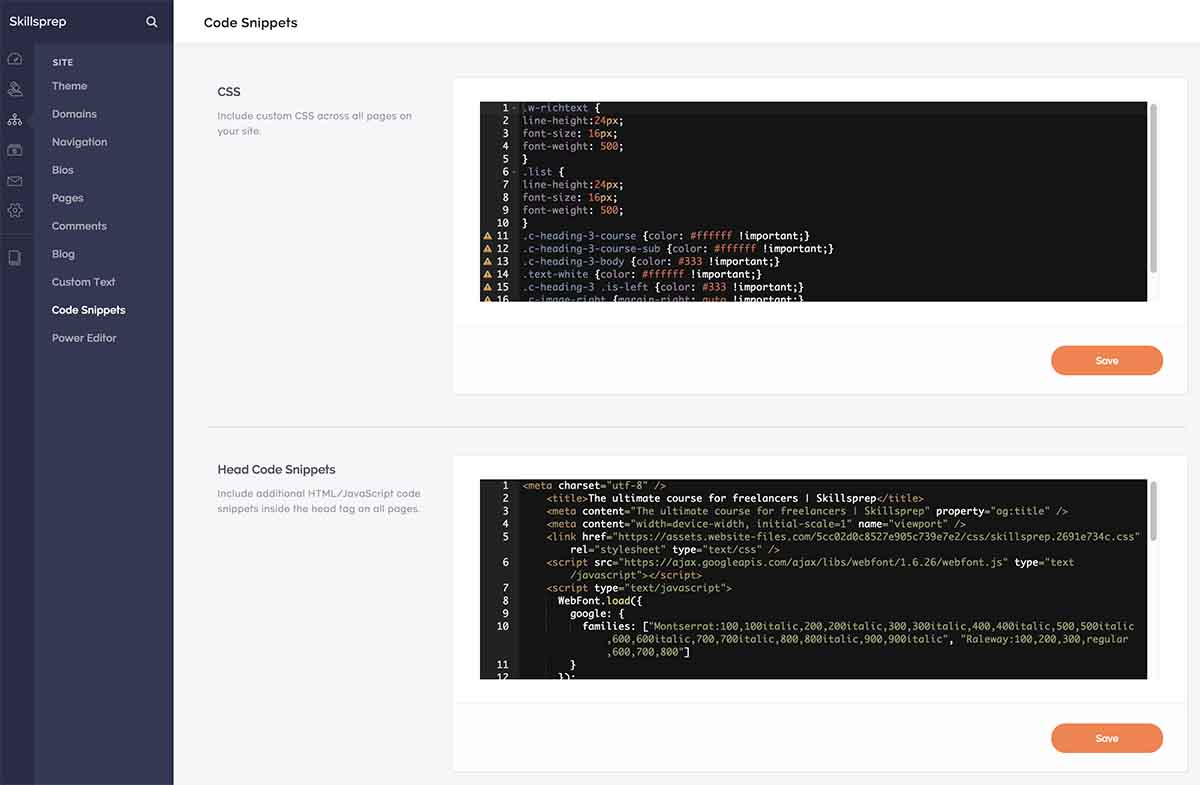 Skillsprep
Code Snippets
SITE
Theme
Domains
Navigation
Bios
Pages
Comments
Blog
Custom Text
Code Snippets
Power Editor
CSS
Include custom CSS across all pages on
your site.
1 .w-richtext {
2 line-height:24px;
3 font-size: 16px;
4 font-weight: 500;
5 }
6 .list {
7 line-height:24px;
8 font-size: 16px;
9 font-weight: 500;
10 }
11 .c-heading-3-course {color: #ffffff !important;}
12 .c-heading-3-course-sub {color: #ffffff !important;}
13 .c-heading-3-body {color: #333 !important;}
14 .text-white {color: #ffffff !important;}
15 .c-heading-3 .is-left {color: #333 !important;}
16 .c-image-right {margin-right: auto !important;}
Save
Head Code Snippets
Include additional HTML/JavaScript code
snippets inside the head tag on all pages.
1 <meta charset="utf-8" />
2 <title>The ultimate course for freelancers | Skillsprep</title>
3 <meta content="The ultimate course for freelancers | Skillsprep" property="og:title" />
4 <meta content="width=device-width, initial-scale=1" name="viewport" />
5 <link href="https://assets.website-files.com/5cc02d0c8527e905c739e7e2/css/skillsprep.2691e734c.css"
rel="stylesheet" type="text/css" />
6 <script src="https://ajax.googleapis.com/ajax/libs/webfont/1.6.26/webfont.js" type="text
/javascript"></script>
7 <script type="text/javascript">
8 WebFont.load({
9 google: {
10 families: ["Montserrat:100,100italic,200,200italic,300,300italic,400,400italic,500,500italic
,600,600italic,700,700italic,800,800italic,900,900italic", "Raleway:100,200,300,regular
,600,700,800"]
11 }
12 });
Save